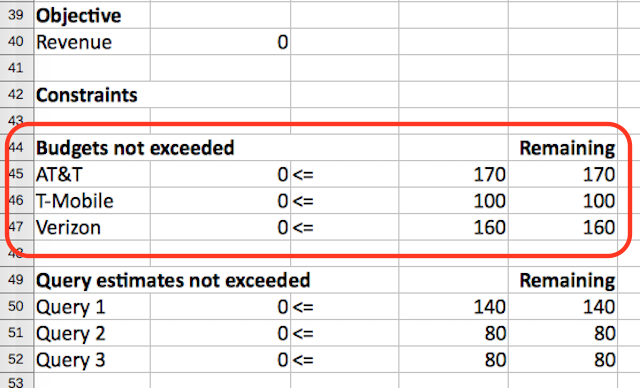 39 Objective
40 Revenue 0
41
42 Constraints
43
44 Budgets not exceeded Remaining
45 AT&T 0 <= 170 170
46 T-Mobile 0 <= 100 100
47 Verizon 0 <= 160 160
48
49 Query estimates not exceeded Remaining
50 Query 1 0 <= 140 140
51 Query 2 0 <= 80 80
52 Query 3 0 <= 80 80
53